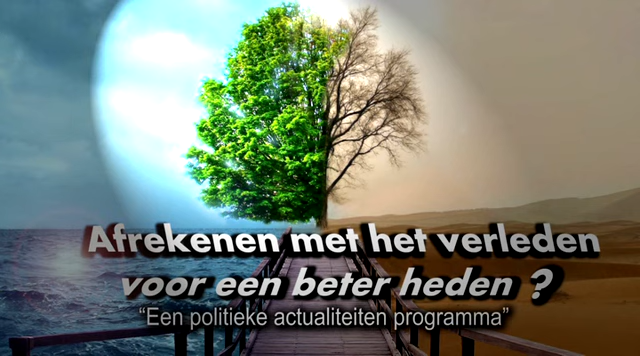 Afrekenen met het verleden
voor een beter heden ?
“Een politieke actualiteiten programma”